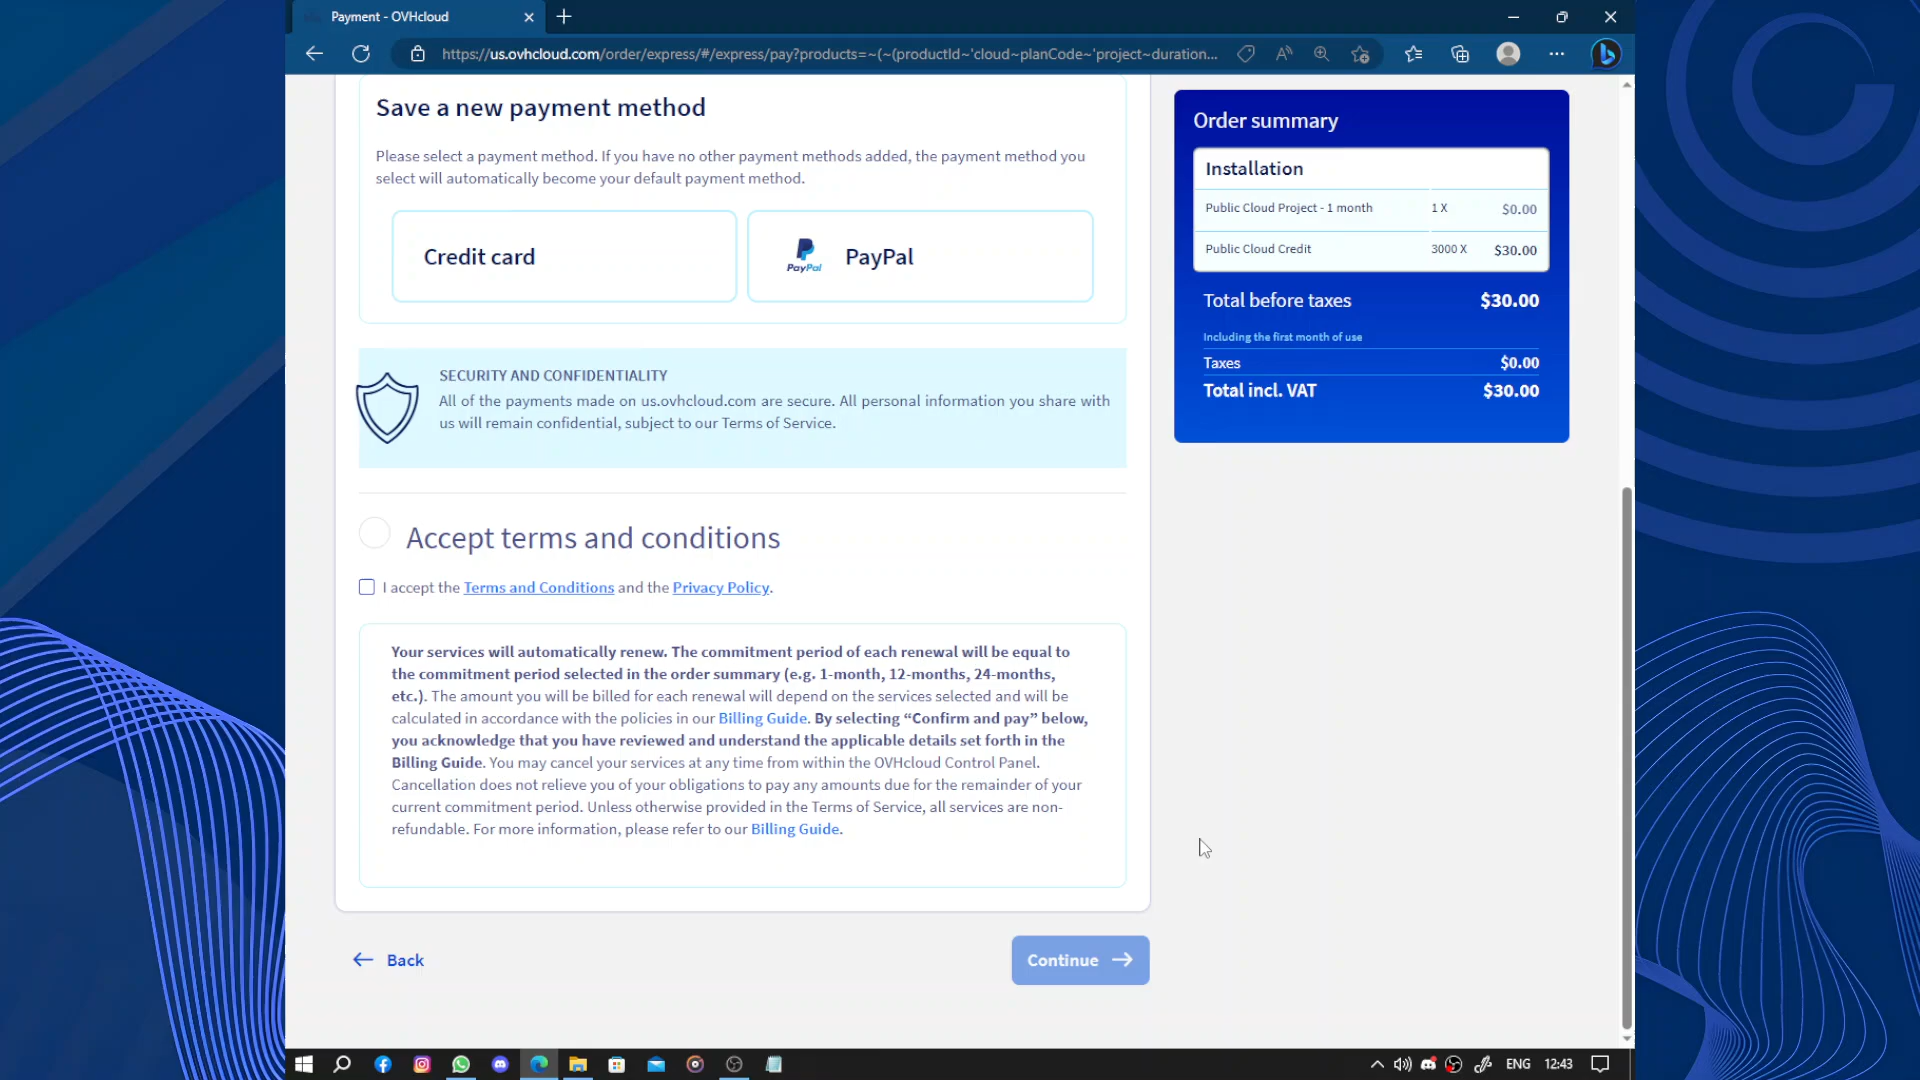 Payment - OVHcloud
https://us.ovhcloud.com/order/express/#/express/pay?products=~(~(productId~'cloud~planCode~'project~duration...
Save a new payment method
Please select a payment method. If you have no other payment methods added, the payment method you
select will automatically become your default payment method.
Credit card
PayPal
PayPal
SECURITY AND CONFIDENTIALITY
All of the payments made on us.ovhcloud.com are secure. All personal information you share with
us will remain confidential, subject to our Terms of Service.
Accept terms and conditions
I accept the Terms and Conditions and the Privacy Policy.
Your services will automatically renew. The commitment period of each renewal will be equal to
the commitment period selected in the order summary (e.g. 1-month, 12-months, 24-months,
etc.). The amount you will be billed for each renewal will depend on the services selected and will be
calculated in accordance with the policies in our Billing Guide. By selecting “Confirm and pay” below,
you acknowledge that you have reviewed and understand the applicable details set forth in the
Billing Guide. You may cancel your services at any time from within the OVHcloud Control Panel.
Cancellation does not relieve you of your obligations to pay any amounts due for the remainder of your
current commitment period. Unless otherwise provided in the Terms of Service, all services are non-
refundable. For more information, please refer to our Billing Guide.
Back
Continue
Order summary
Installation
Public Cloud Project - 1 month 1 X $0.00
Public Cloud Credit 3000 X $30.00
Total before taxes $30.00
Including the first month of use
Taxes $0.00
Total incl. VAT $30.00
ENG 12:43